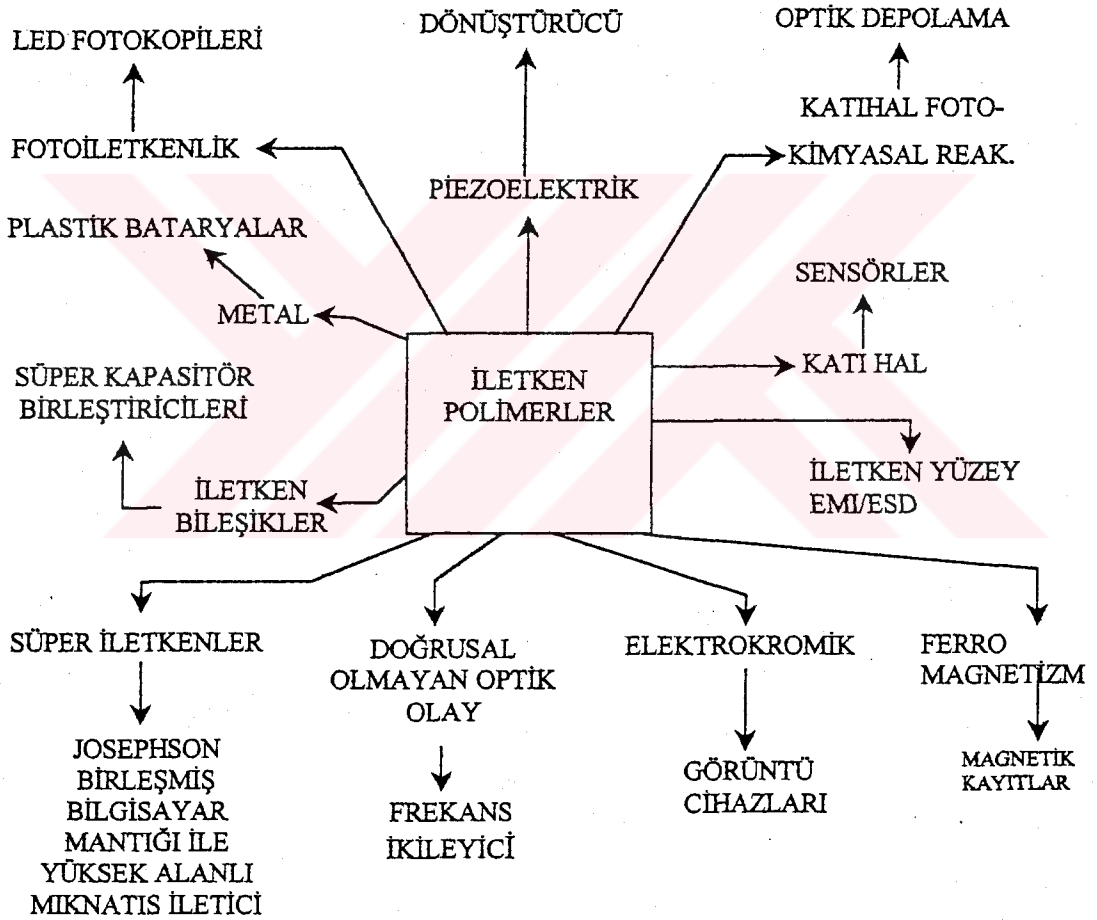 LED FOTOKOPİLERİ
DÖNÜŞTÜRÜCÜ
OPTİK DEPOLAMA
FOTOİLETKENLİK
PİEZOELEKTRİK
KATIHAL FOTO-
KİMYASAL REAK.
PLASTİK BATARYALAR
METAL
SENSÖRLER
KATI HAL
SÜPER KAPASİTÖR
BİRLEŞTİRİCİLERİ
İLETKEN
POLİMERLER
İLETKEN
BİLEŞİKLER
İLETKEN YÜZEY
EMI/ESD
SÜPER İLETKENLER
DOĞRUSAL
OLMAYAN OPTİK
OLAY
ELEKTROKROMİK
FERRO
MAGNETİZM
JOSEPHSON
BİRLEŞMİŞ
BİLGİSAYAR
MANTIĞI İLE
YÜKSEK ALANLI
MIKNATIS İLETİCİ
FREKANS
İKİLEYİCİ
GÖRÜNTÜ
CİHAZLARI
MAGNETİK
KAYITLAR